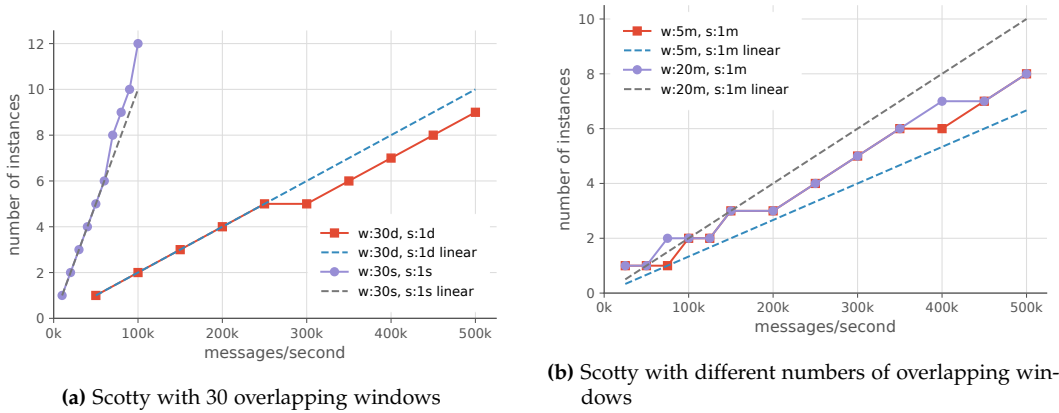 12
10
8
6
4
2
0
number of instances
w:30d, s:1d
w:30d, s:1d linear
w:30s, s:1s
w:30s, s:1s linear
0k 100k 200k 300k 400k 500k
messages/second
(a) Scotty with 30 overlapping windows
10
8
6
4
2
0
number of instances
w:5m, s:1m
w:5m, s:1m linear
w:20m, s:1m
w:20m, s:1m linear
0k 100k 200k 300k 400k 500k
messages/second
(b) Scotty with different numbers of overlapping win-
dows